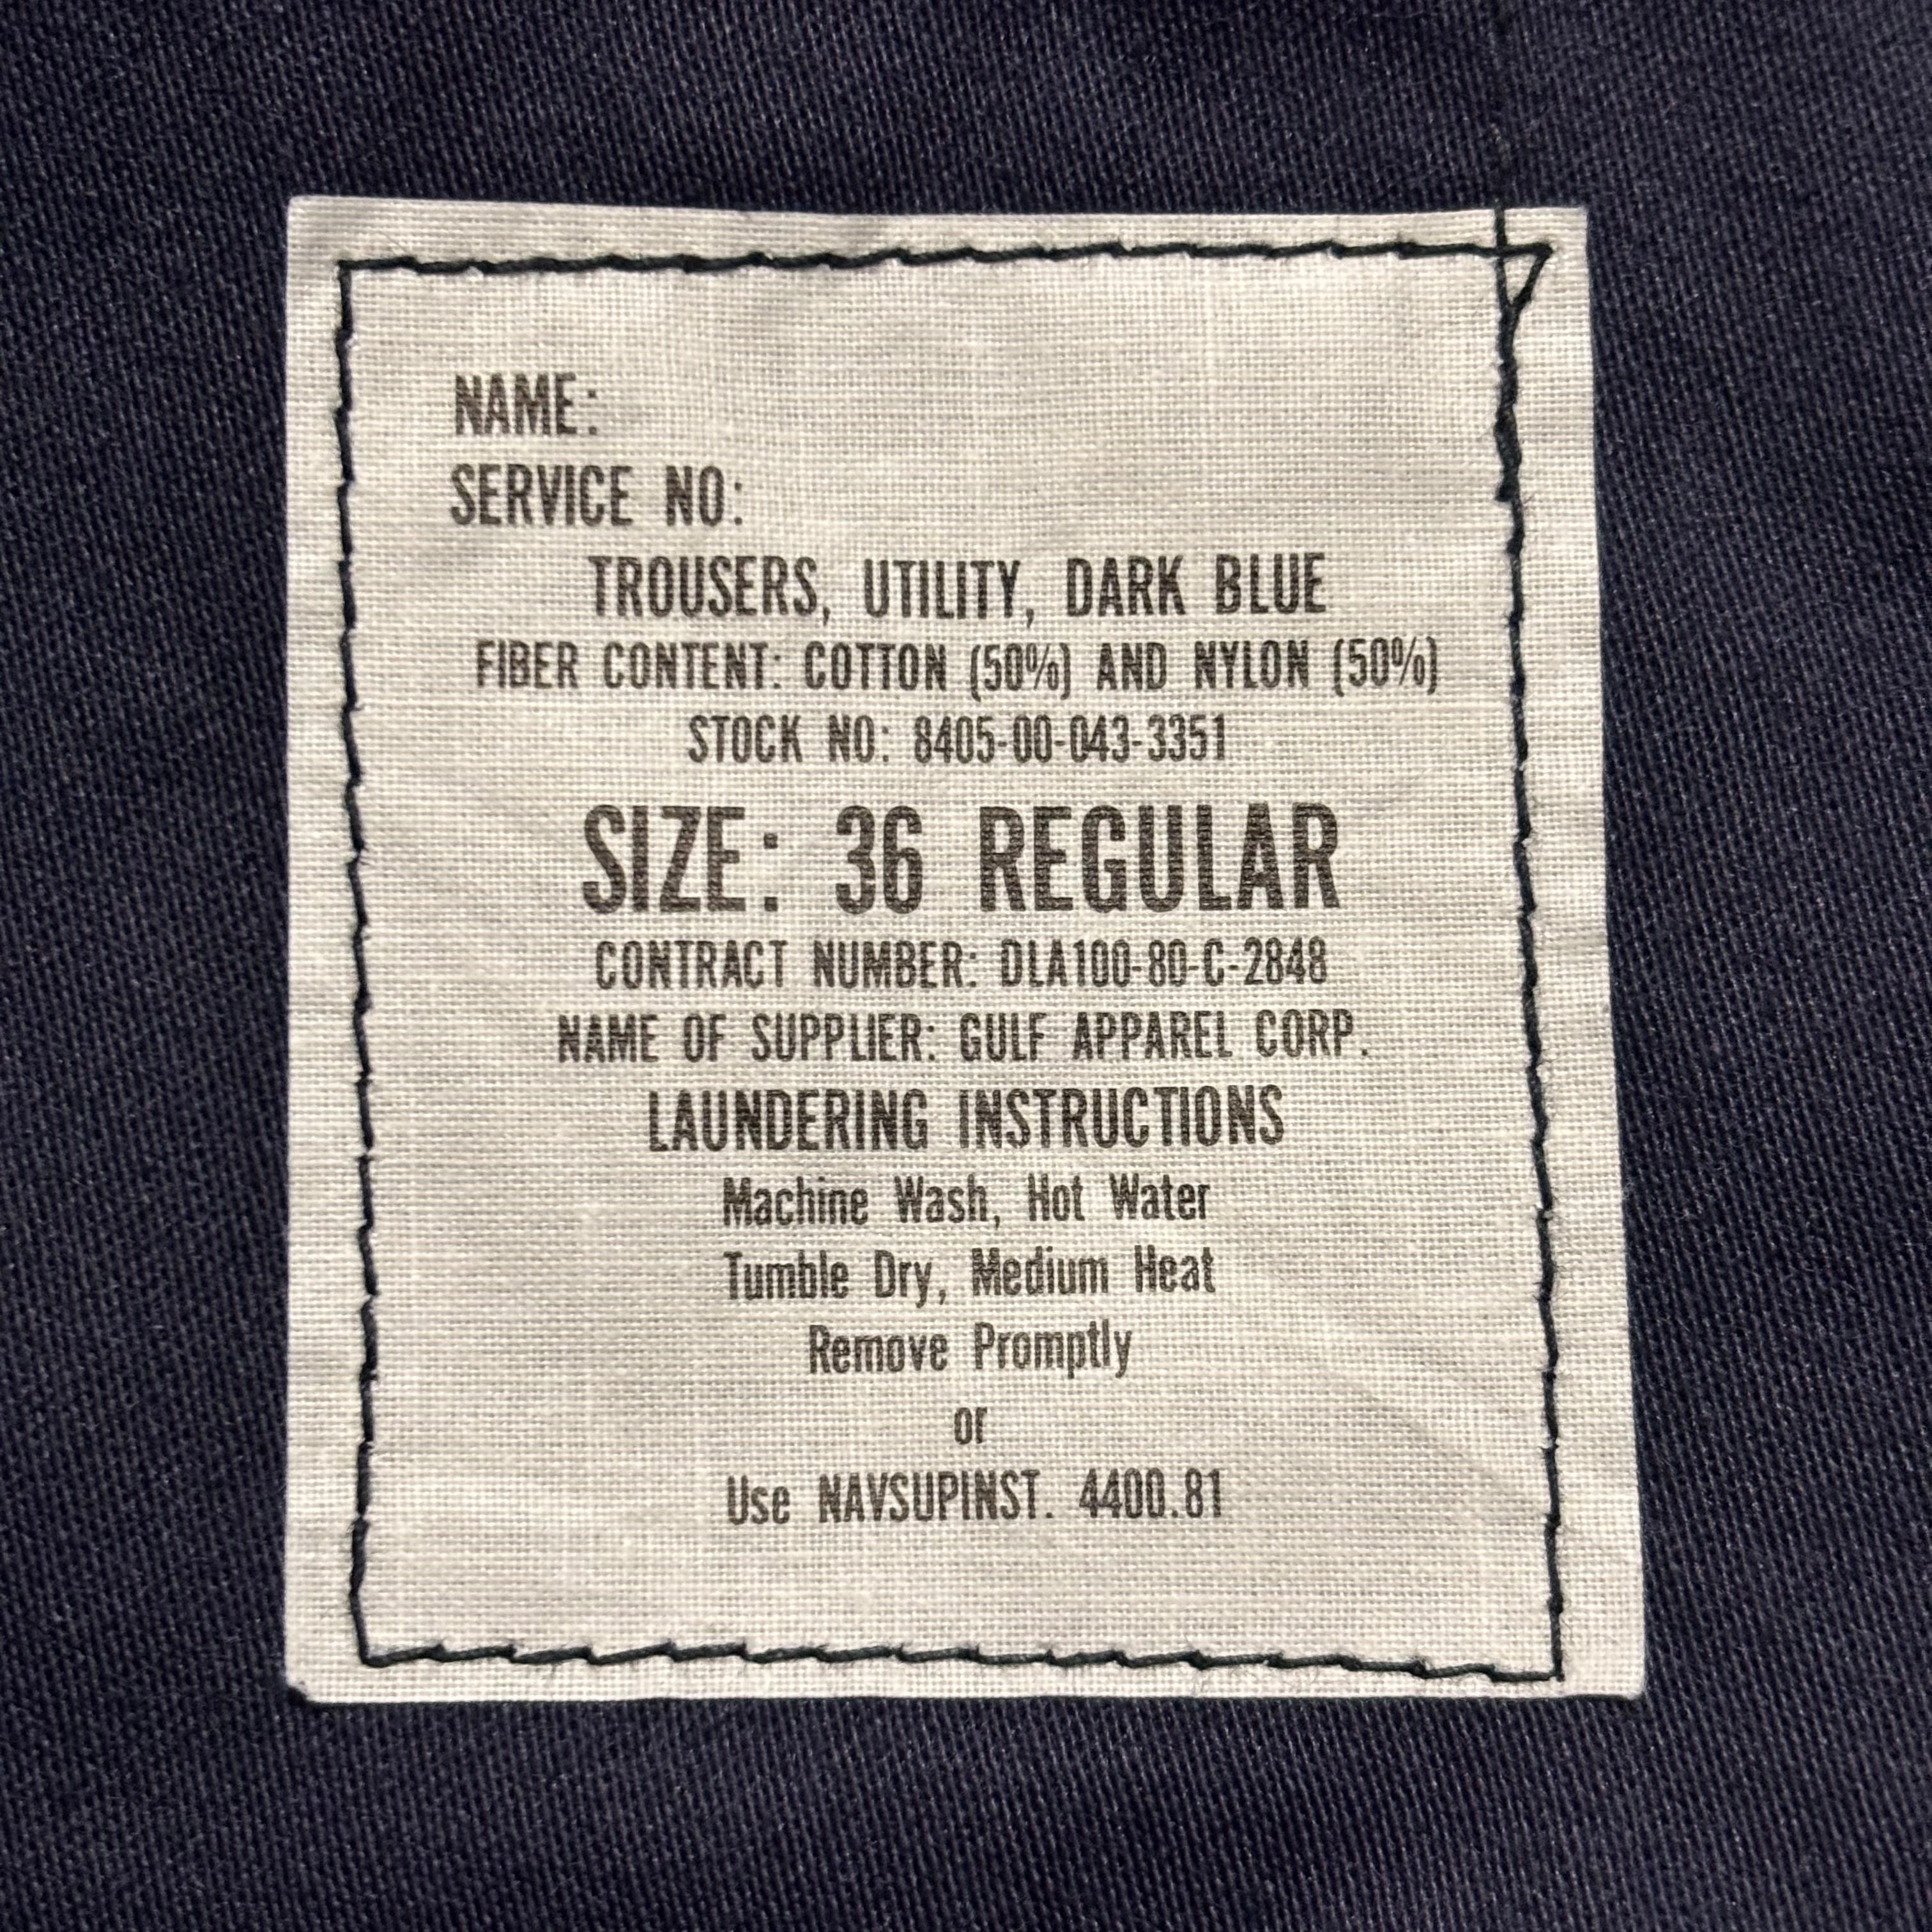 NAME:
SERVICE NO:
TROUSERS, UTILITY, DARK BLUE
FIBER CONTENT: COTTON (50%) AND NYLON (50%)
STOCK NO: 8405-00-043-3351
SIZE: 36 REGULAR
CONTRACT NUMBER: DLA100-80-C-2848
NAME OF SUPPLIER: GULF APPAREL CORP.
LAUNDERING INSTRUCTIONS
Machine Wash, Hot Water
Tumble Dry, Medium Heat
Remove Promptly
or
Use NAVSUPINST. 4400.81